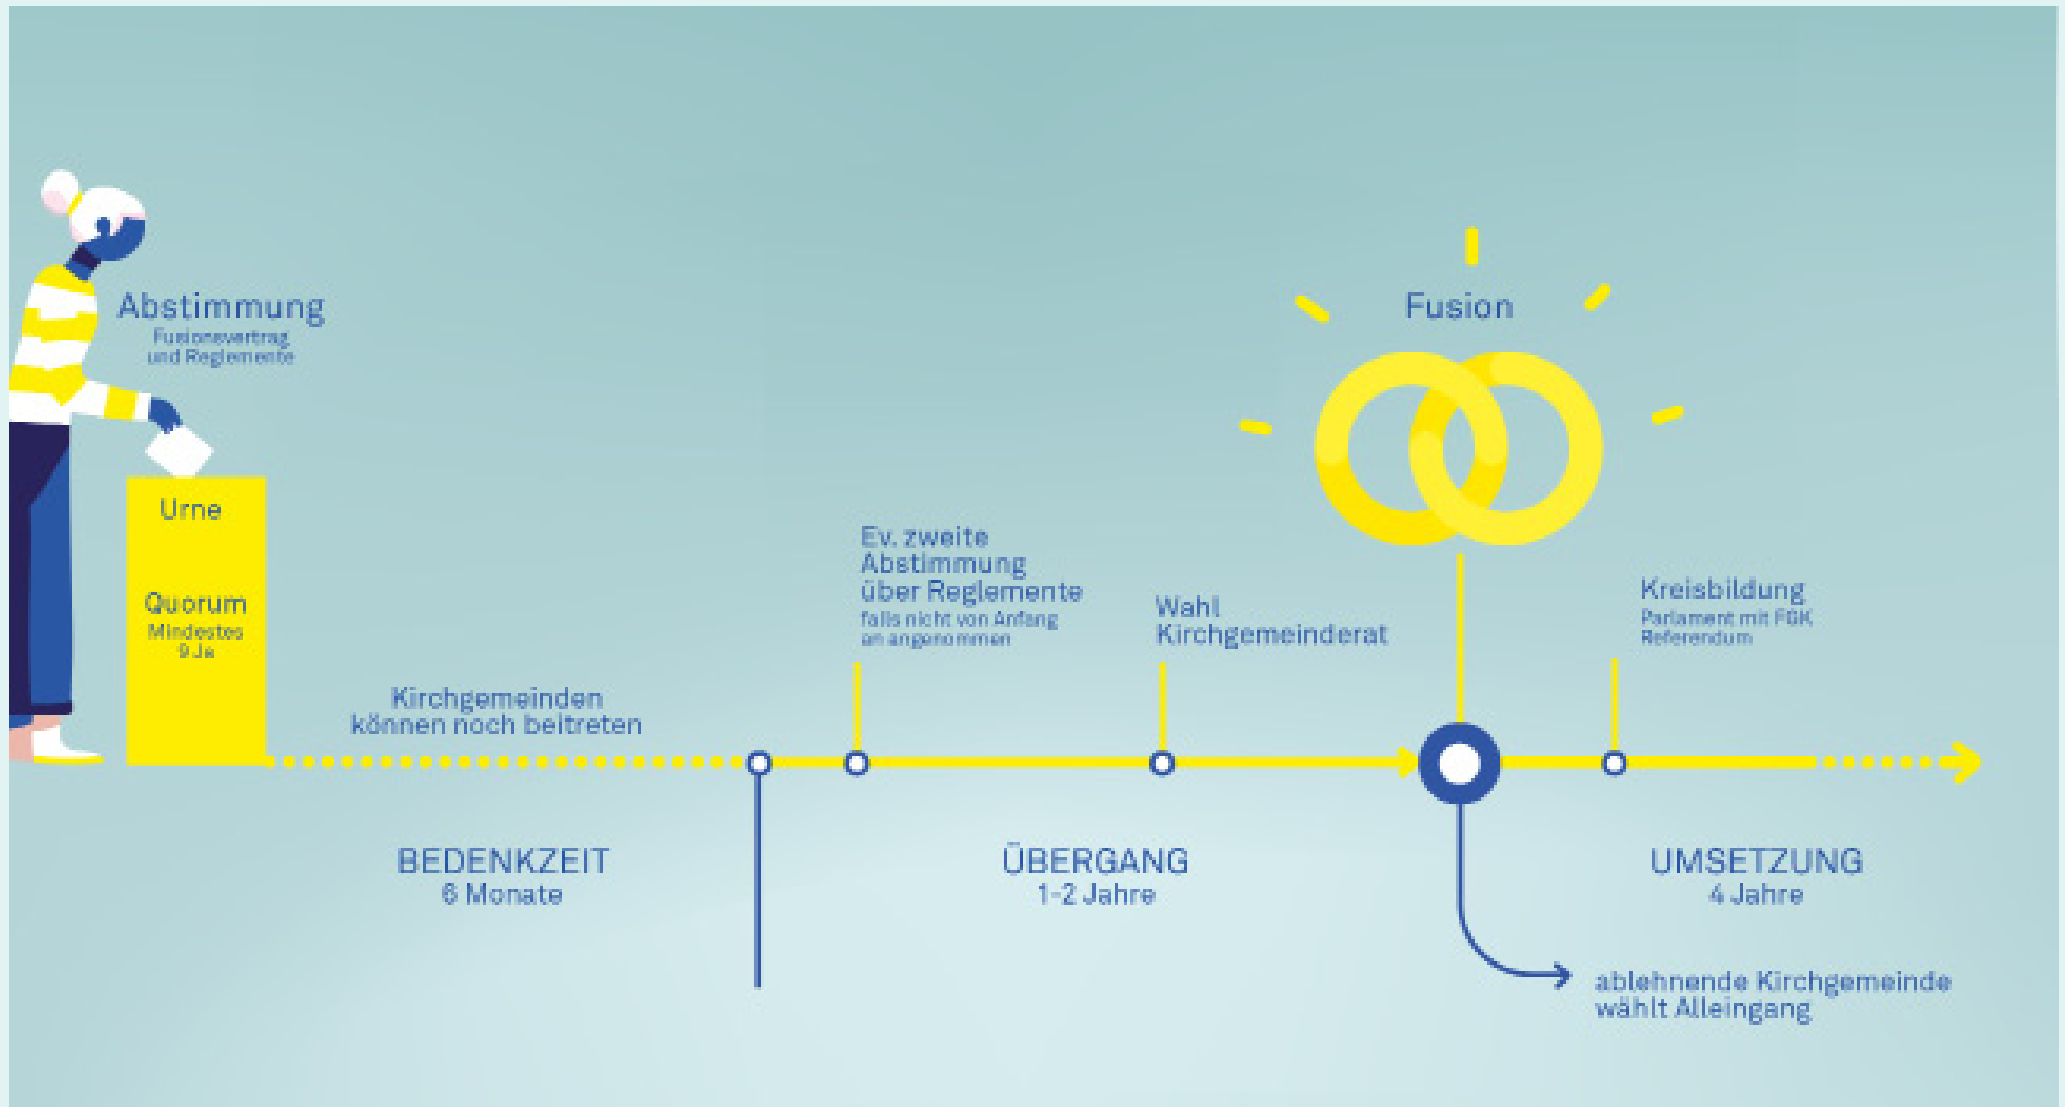 Abstimmung
Fusionsvertrag
und Reglemente
Urne
Quorum
Mindestes
9 Ja
Kirchgemeinden
können noch beitreten
Ev. zweite
Abstimmung
über Reglemente
falls nicht von Anfang
an angenommen
Wahl
Kirchgemeinderat
Fusion
Kreisbildung
Parlament mit FGK
Referendum
BEDENKZEIT
6 Monate
ÜBERGANG
1-2 Jahre
UMSETZUNG
4 Jahre
ablehnende Kirchgemeinde
wählt Alleingang